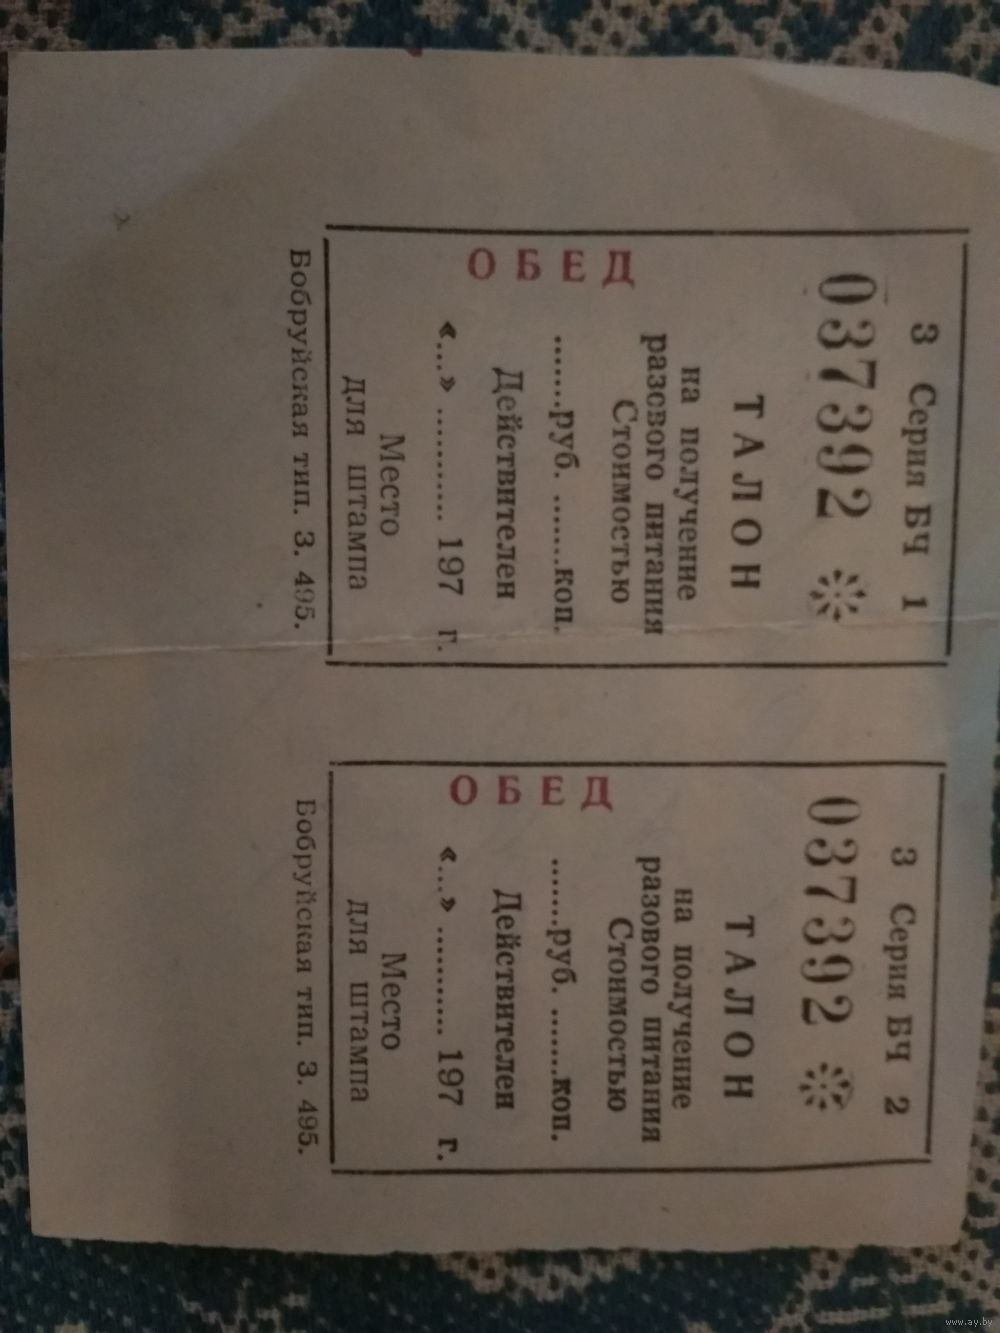 3 Серия БЧ 1
037392
ТАЛОН
на получение
разового питания
Стоимостью
.......руб. .......коп.
Действителен
«...» ........... 197 г.
Место
для штампа
ОБЕД
Бобруйская тип. З. 495.
3 Серия БЧ 2
037392
ТАЛОН
на получение
разового питания
Стоимостью
.......руб. ........коп.
Действителен
«...» ........... 197 г.
Место
для штампа
ОБЕД
Бобруйская тип. З. 495.
www.ay.by